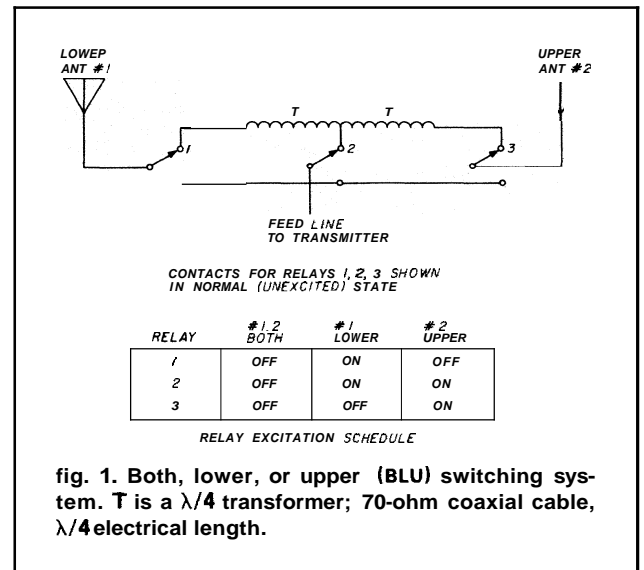 LOWEP
ANT #1
UPPER
ANT #2
T T
1 2 3
FEED LINE
TO TRANSMITTER
CONTACTS FOR RELAYS 1, 2, 3 SHOWN
IN NORMAL (UNEXCITED) STATE
RELAY #1.2 BOTH #1 LOWER #2 UPPER
1 OFF ON OFF
2 OFF ON ON
3 OFF OFF ON
RELAY EXCITATION SCHEDULE
fig. 1. Both, lower, or upper (BLU) switching sys-
tem. T is a λ/4 transformer; 70-ohm coaxial cable,
λ/4 electrical length.